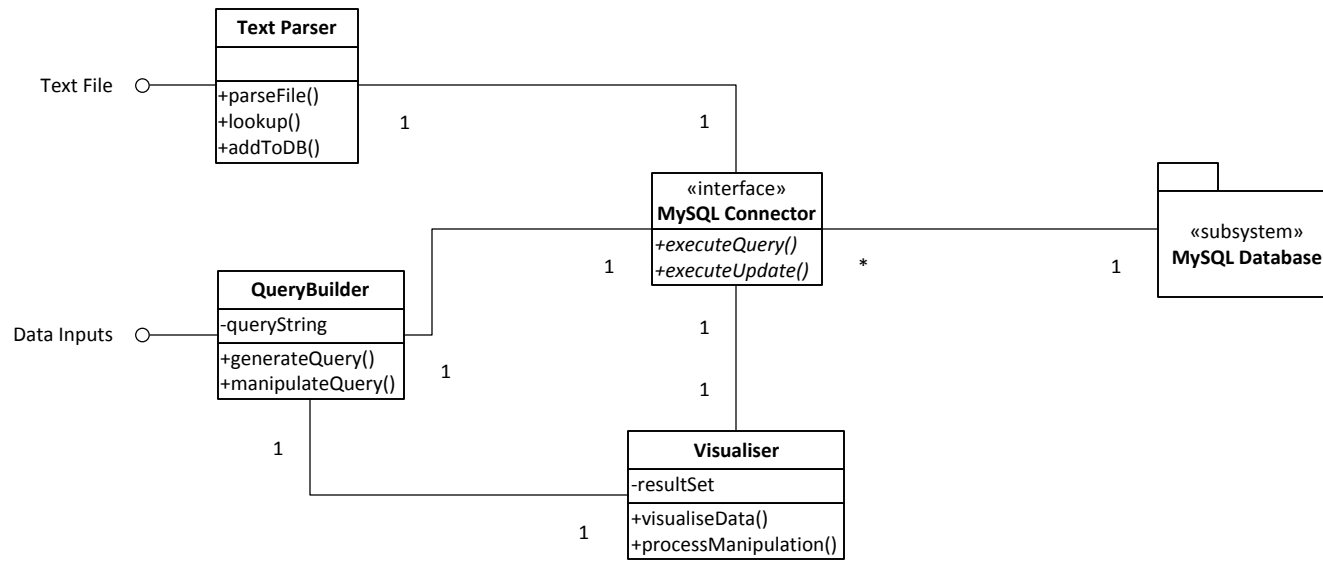 Text Parser
Text File
+parseFile()
+lookup()
+addToDB()
1
1
«interface»
MySQL Connector
+executeQuery()
+executeUpdate()
1
*
1
«subsystem»
MySQL Database
QueryBuilder
-queryString
Data Inputs
+generateQuery()
+manipulateQuery()
1
1
1
1
Visualiser
-resultSet
+visualiseData()
+processManipulation()
1